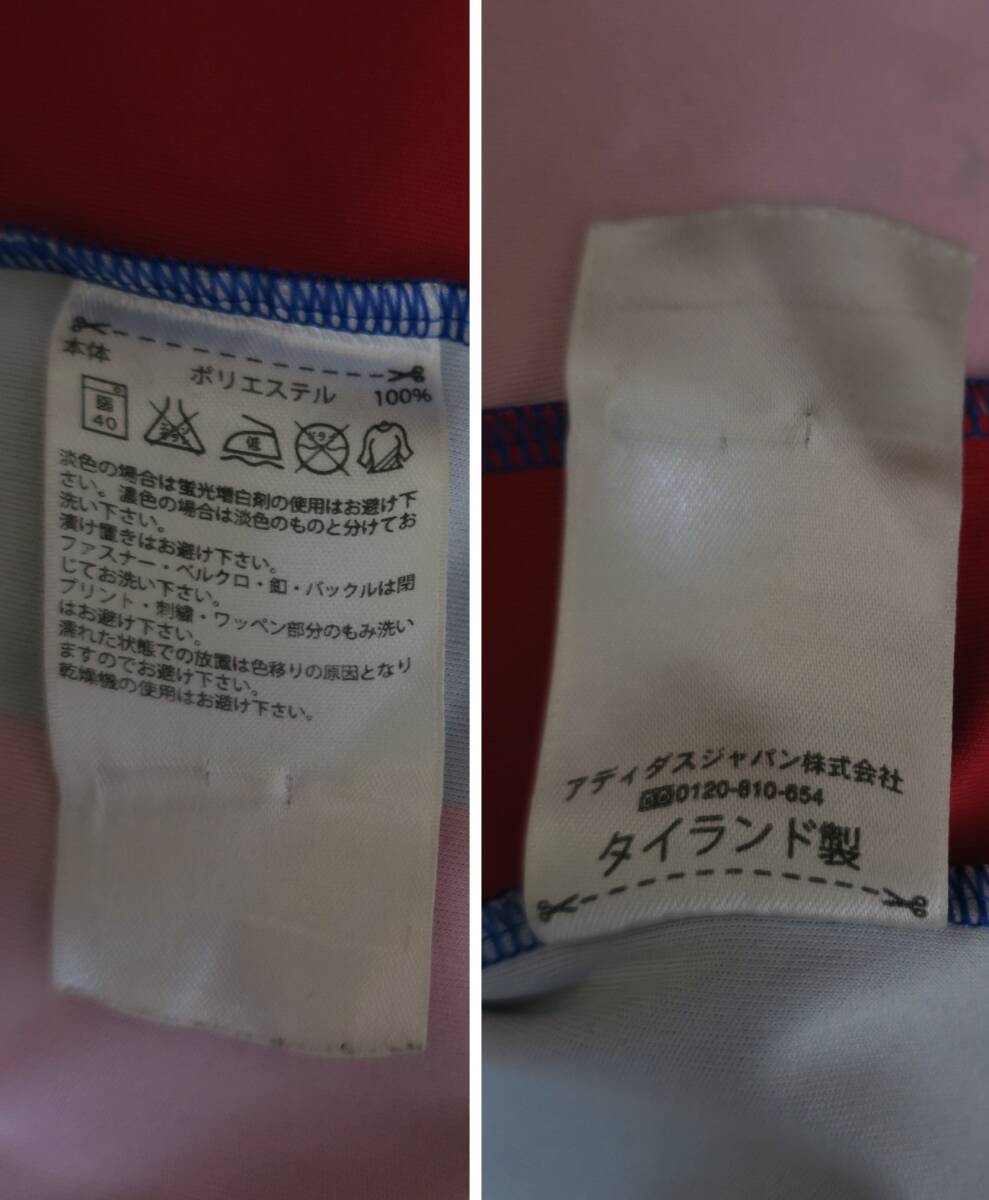 本体
ポリエステル
100%
40
低
淡色の場合は蛍光増白剤の使用はお避け下
さい。濃色の場合は淡色のものと分けてお
洗い下さい。
漬け置きはお避け下さい。
ファスナー・ベルクロ・釦・バックルは閉
じてお洗い下さい。
プリント・刺繍・ワッペン部分のもみ洗い
はお避け下さい。
濡れた状態での放置は色移りの原因となり
ますのでお避け下さい。
乾燥機の使用はお避け下さい。
アディダスジャパン株式会社
0120-810-654
タイランド製